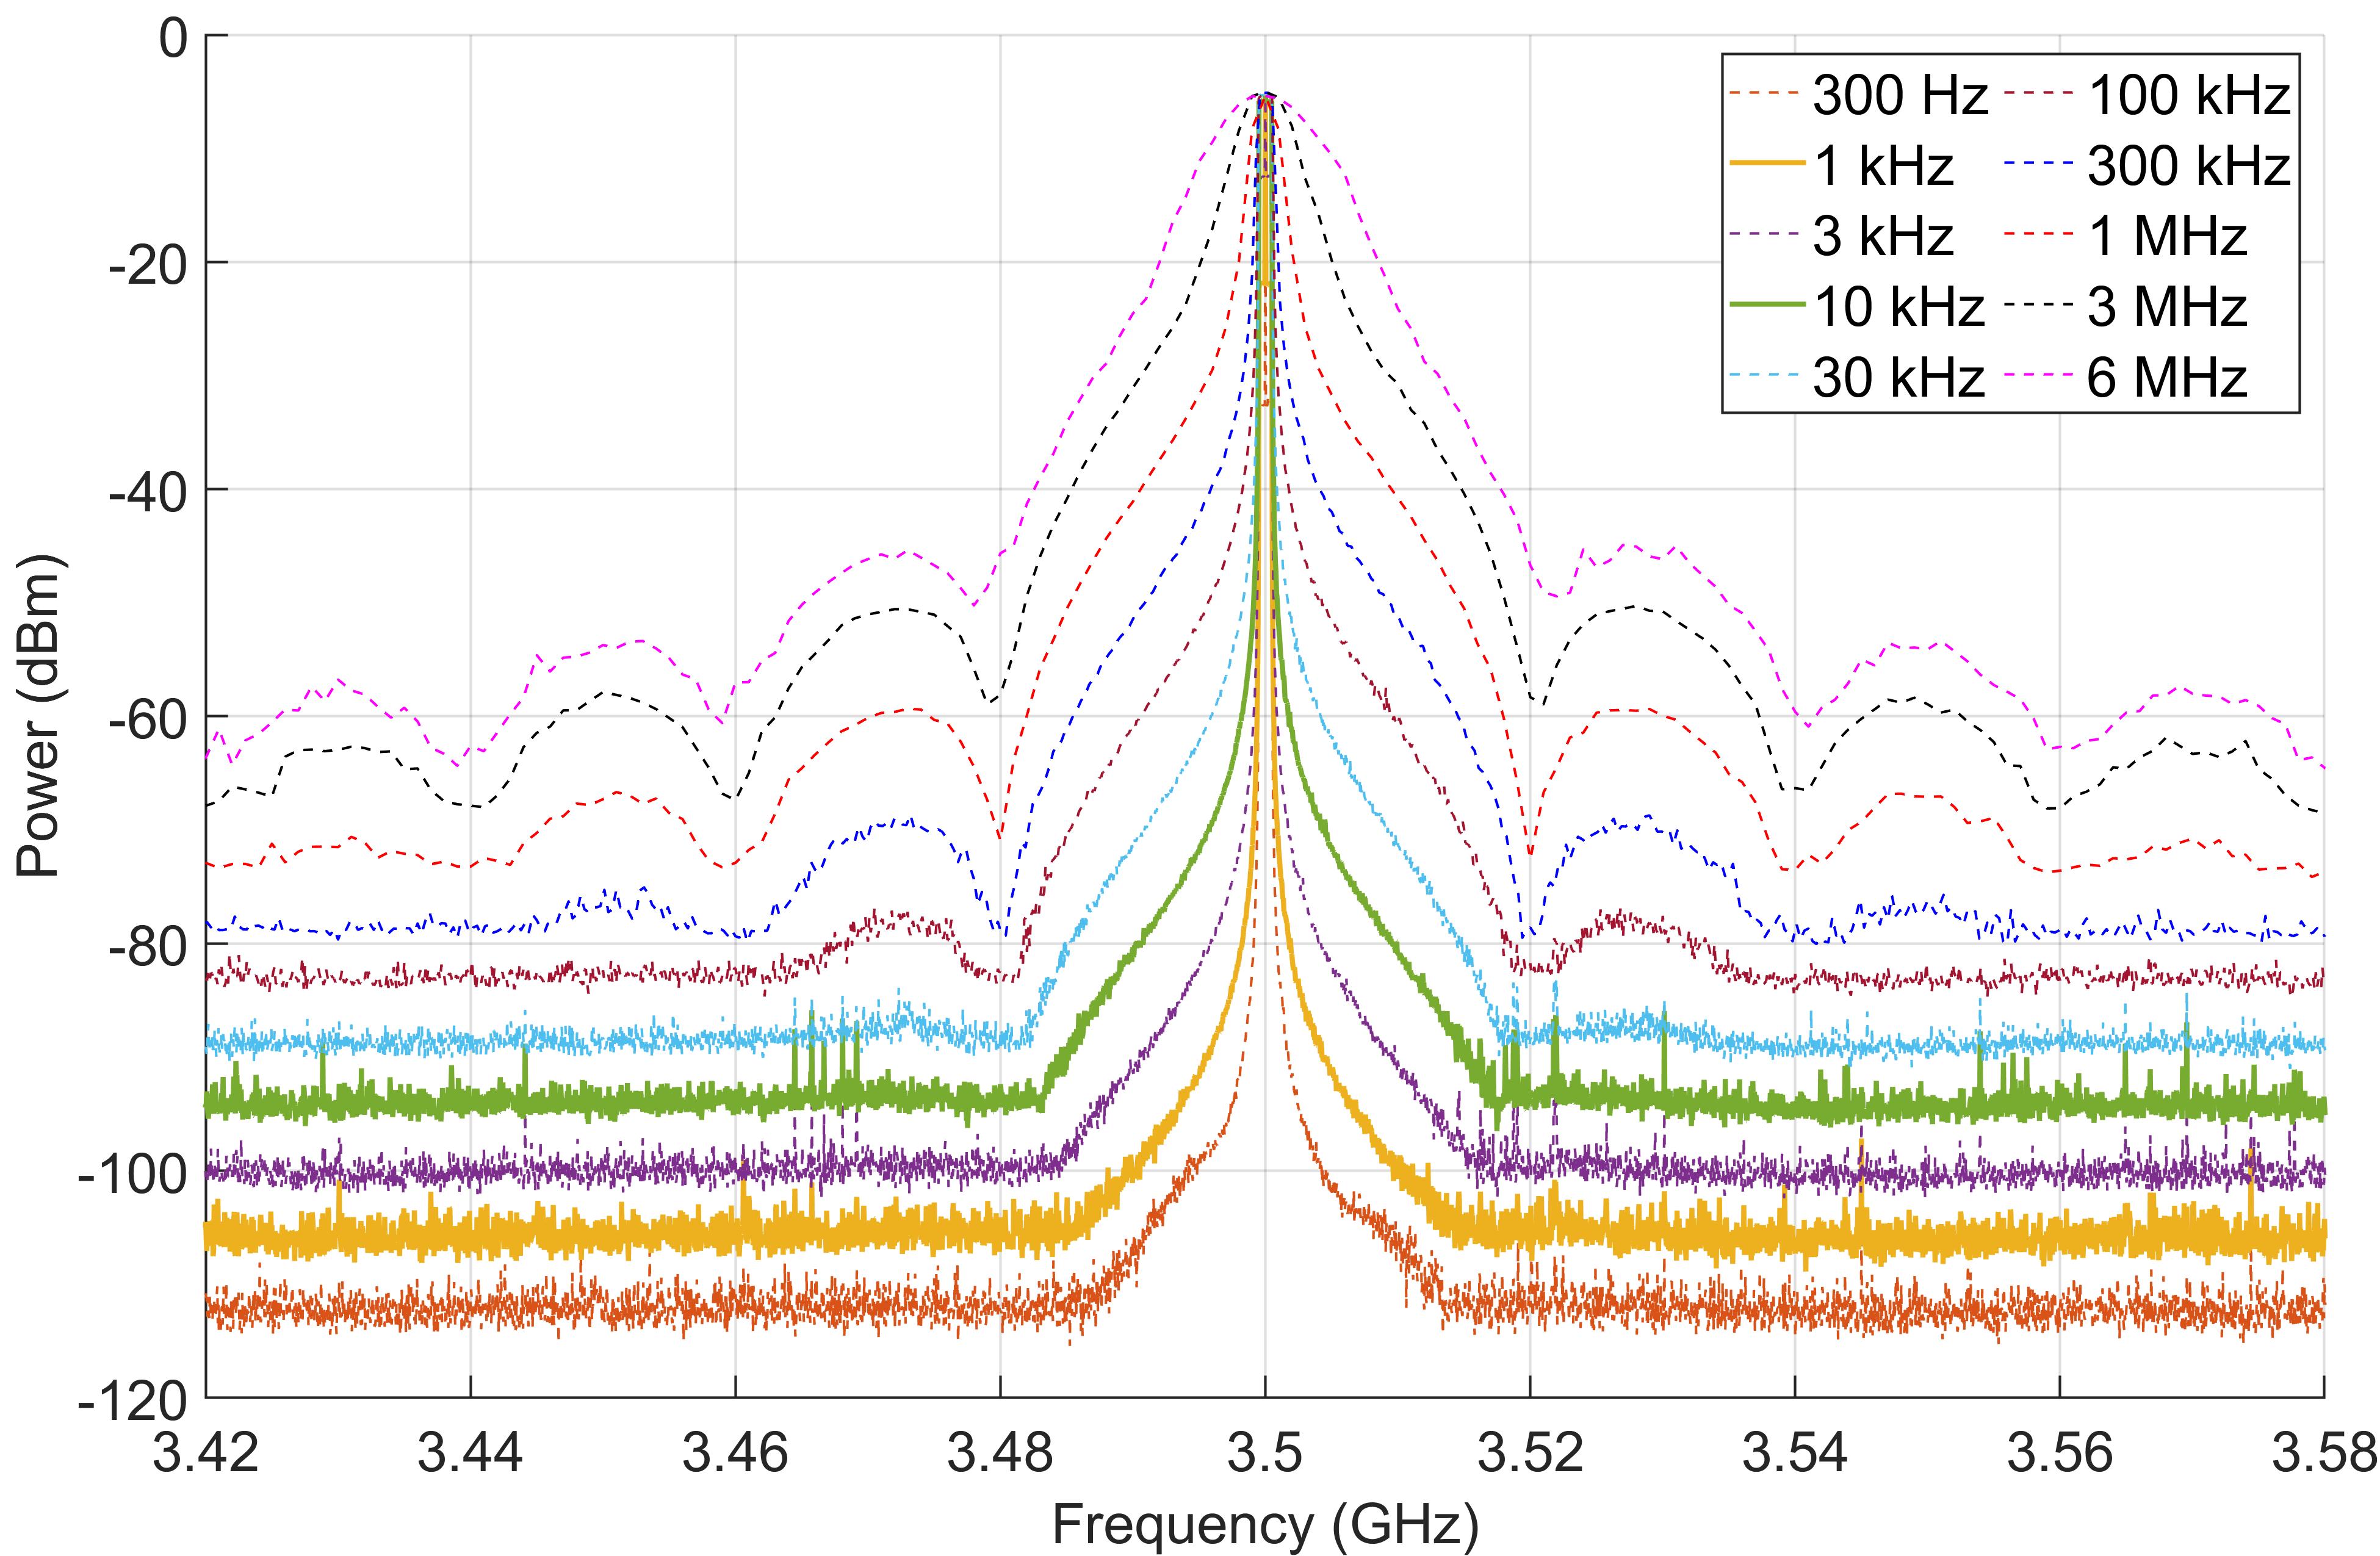 0
-20
-40
-60
-80
-100
-120
Power (dBm)
3.42 3.44 3.46 3.48 3.5 3.52 3.54 3.56 3.58
Frequency (GHz)
300 Hz 100 kHz
1 kHz 300 kHz
3 kHz 1 MHz
10 kHz 3 MHz
30 kHz 6 MHz